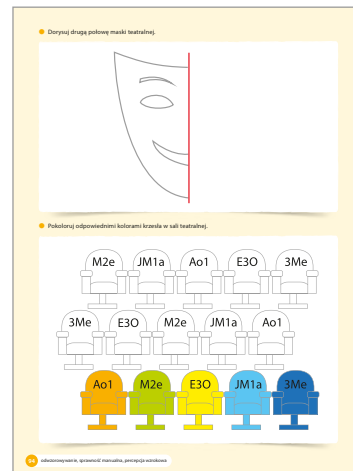 Dorysuj drugą połowę maski teatralnej.
Pokoloruj odpowiednimi kolorami krzesła w sali teatralnej.
M2e JM1a Ao1 E3O 3Me
3Me E3O M2e JM1a Ao1
Ao1 M2e E3O JM1a 3Me
54 odwzorowywanie, sprawność manualna, percepcja wzrokowa